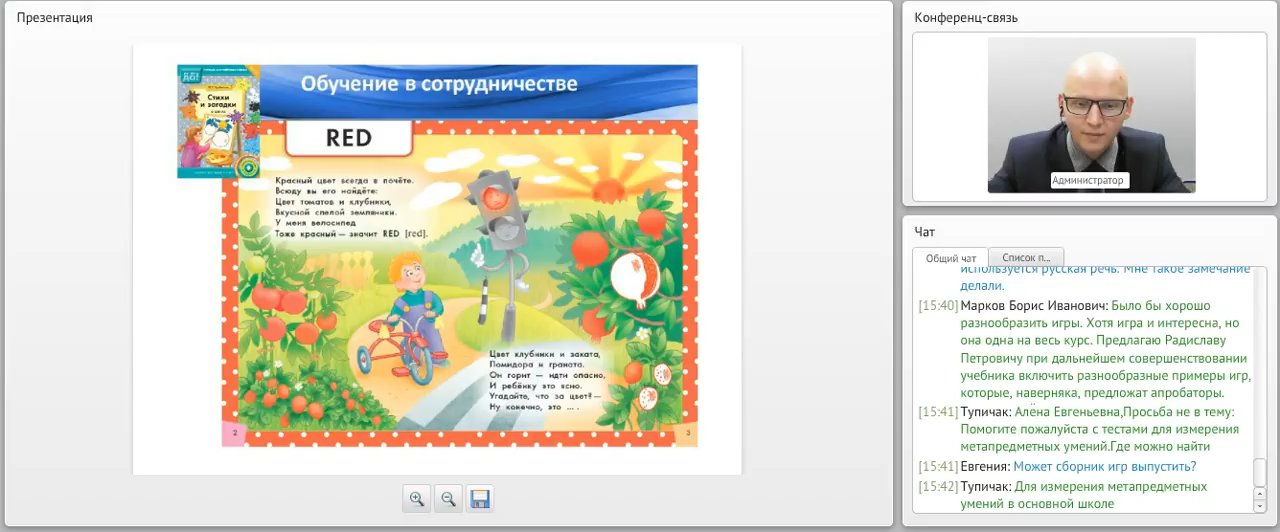 Презентация
Обучение в сотрудничестве
Стихи
и загадки
RED
Красный цвет всегда в почёте.
Всюду вы его найдёте:
Цвет томатов и клубники,
Вкусной спелой земляники.
У меня велосипед
Тоже красный — значит RED [red].
Цвет клубники и заката,
Помидора и граната.
Он горит — идти опасно,
И ребёнку это ясно.
Угадайте, что за цвет? —
Ну конечно, это ... .
2
3
Конференц-связь
Администратор
Чат
Общий чат
Список п...
используется русская речь. Мне такое замечание
делали.
[15:40] Марков Борис Иванович: Было бы хорошо
разнообразить игры. Хотя игра и интересна, но
она одна на весь курс. Предлагаю Радиславу
Петровичу при дальнейшем совершенствовании
учебника включить разнообразные примеры игр,
которые, наверняка, предложат апробаторы.
[15:41] Тупичак: Алёна Евгеньевна,Просьба не в тему:
Помогите пожалуйста с тестами для измерения
метапредметных умений.Где можно найти
[15:41] Евгения: Может сборник игр выпустить?
[15:42] Тупичак: Для измерения метапредметных
умений в основной школе